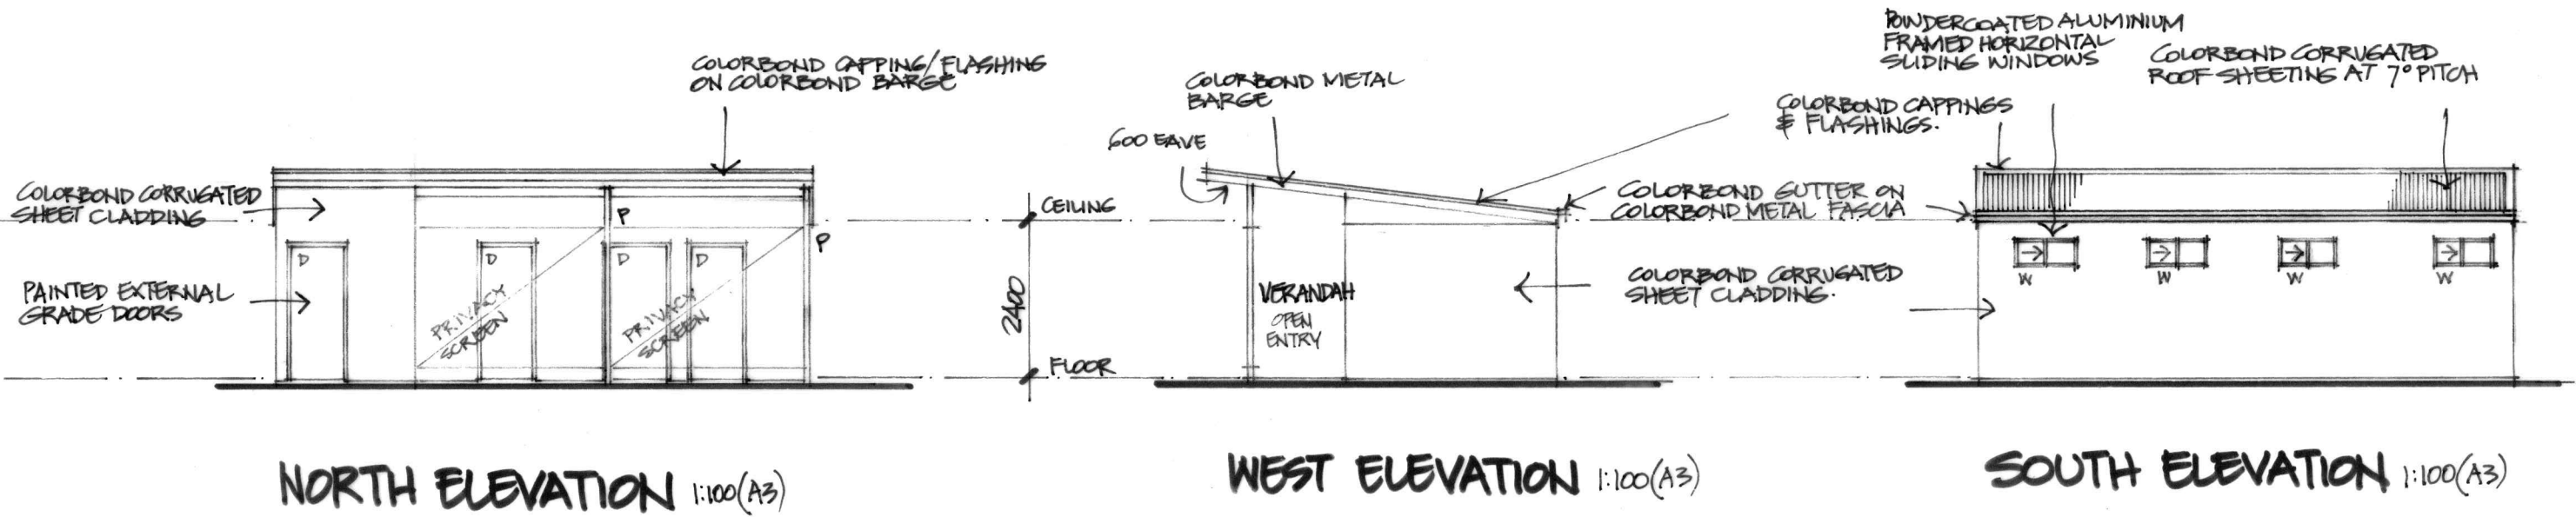 COLORBOND CAPPING/FLASHING
ON COLORBOND BARGE
COLORBOND CORRUGATED
SHEET CLADDING
PAINTED EXTERNAL
GRADE DOORS
P
P
D
D
D
D
PRIVACY
SCREEN
PRIVACY
SCREEN
NORTH ELEVATION 1:100(A3)
CEILING
2400
FLOOR
COLORBOND METAL
BARGE
600 EAVE
VERANDAH
OPEN
ENTRY
WEST ELEVATION 1:100(A3)
COLORBOND CAPPINGS
& FLASHINGS.
COLORBOND GUTTER ON
COLORBOND METAL FASCIA
COLORBOND CORRUGATED
SHEET CLADDING.
POWDERCOATED ALUMINIUM
FRAMED HORIZONTAL
SLIDING WINDOWS
COLORBOND CORRUGATED
ROOF SHEETING AT 7° PITCH
W
W
W
W
SOUTH ELEVATION 1:100(A3)